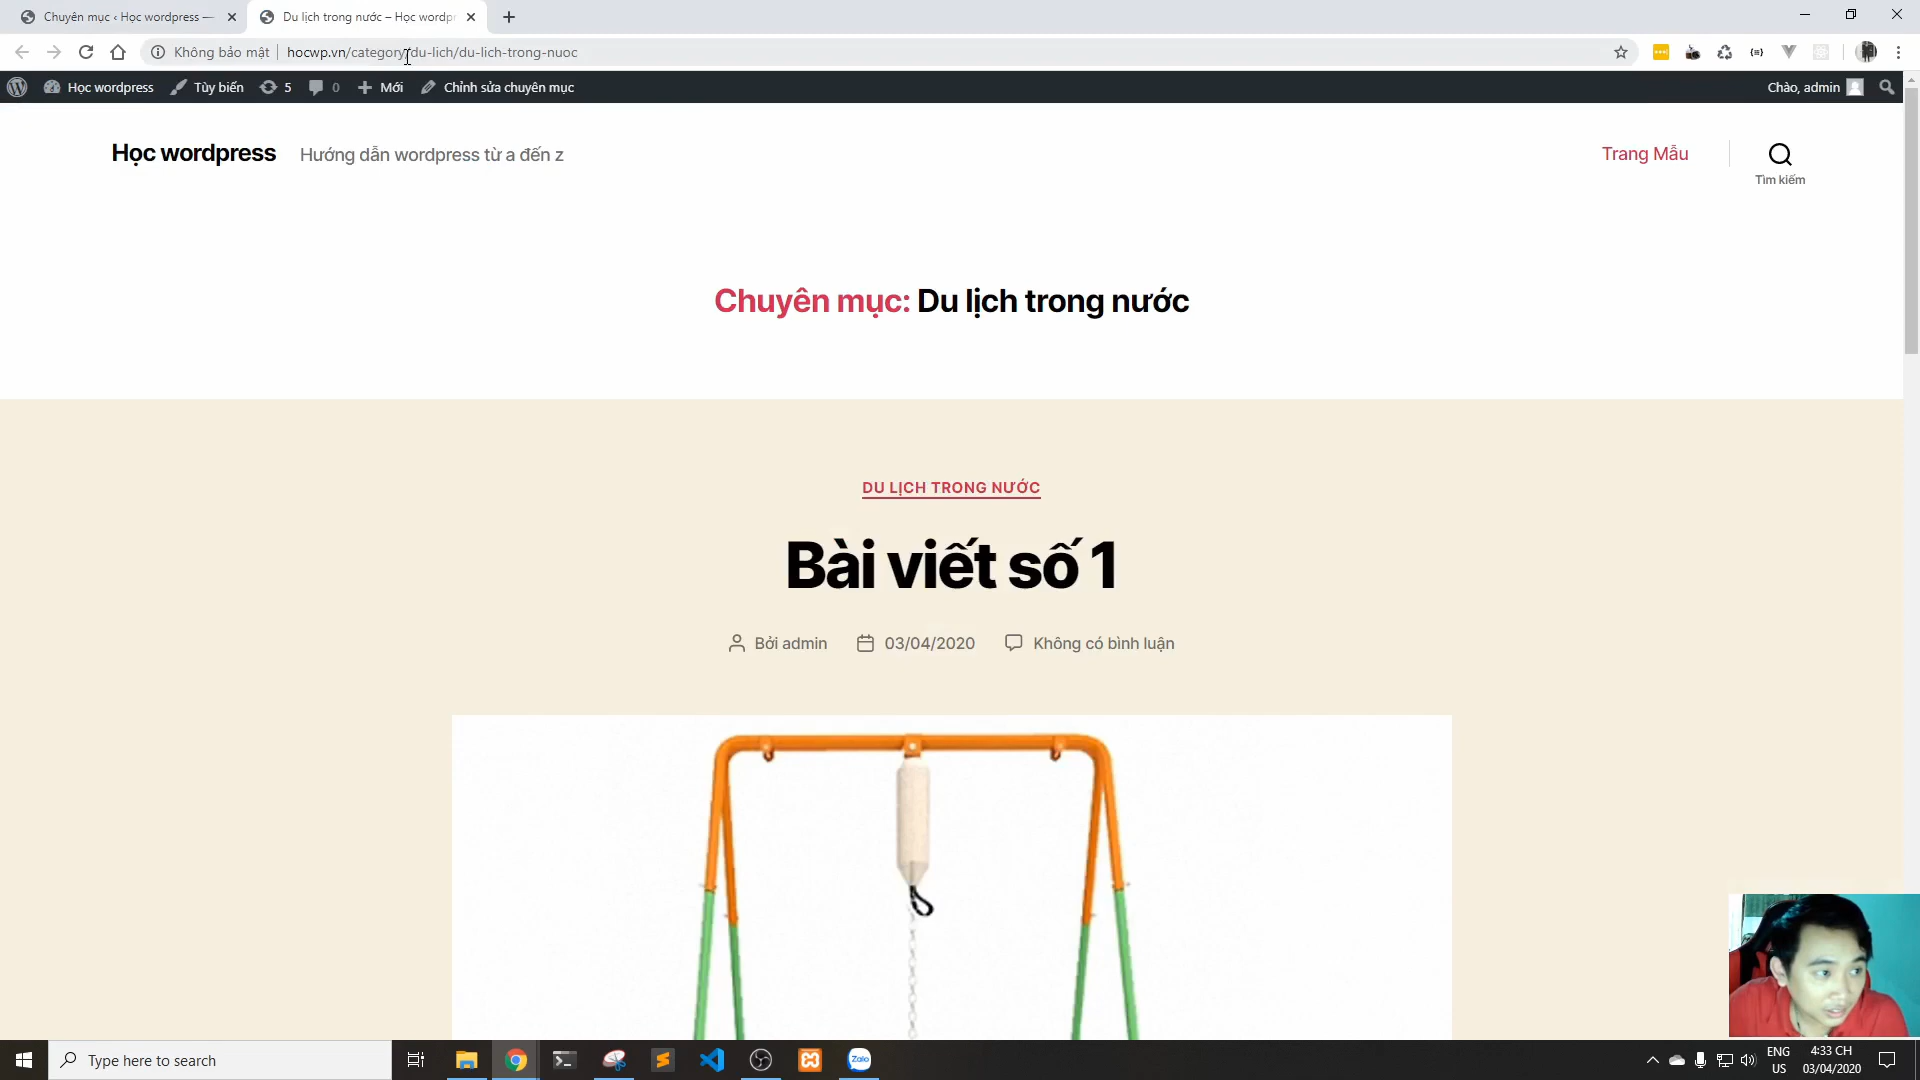 Chuyên mục ‹ Học wordpress —
Du lịch trong nước – Học wordpr
Không bảo mật
hocwp.vn/category/du-lich/du-lich-trong-nuoc
Học wordpress
Tùy biến
5
0
Mới
Chỉnh sửa chuyên mục
Chào, admin
Học wordpress
Hướng dẫn wordpress từ a đến z
Trang Mẫu
Tìm kiếm
Chuyên mục: Du lịch trong nước
DU LỊCH TRONG NƯỚC
Bài viết số 1
Bởi admin
03/04/2020
Không có bình luận
Type here to search
Zalo
ENG
US
4:33 CH
03/04/2020